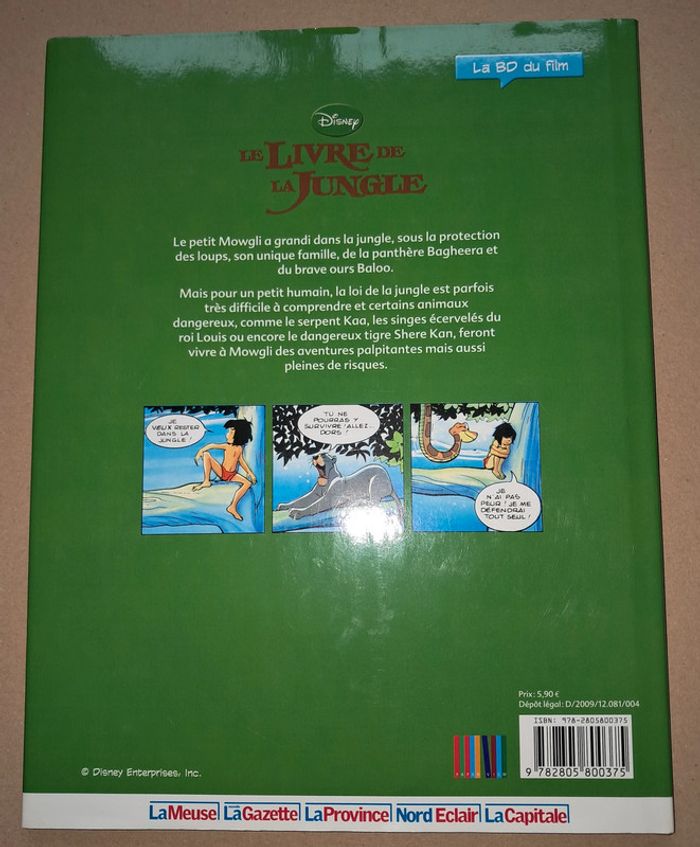 La BD du film
Disney
LE LIVRE DE
LA JUNGLE
Le petit Mowgli a grandi dans la jungle, sous la protection
des loups, son unique famille, de la panthère Bagheera et
du brave ours Baloo.
Mais pour un petit humain, la loi de la jungle est parfois
très difficile à comprendre et certains animaux
dangereux, comme le serpent Kaa, les singes écervelés du
roi Louis ou encore le dangereux tigre Shere Kan, feront
vivre à Mowgli des aventures palpitantes mais aussi
pleines de risques.
JE
VEUX RESTER
DANS LA
JUNGLE !
TU NE
POURRAS Y
SURVIVRE ! ALLEZ...
DORS !
JE
N'AI PAS
PEUR ! JE ME
DÉFENDRAI
TOUT SEUL !
Prix : 5,90 €
Dépôt légal : D/2009/12.081/004
ISBN: 978-2805800375
9 782805 800375
PAPER VIEW
© Disney Enterprises, Inc.
LaMeuse LaGazette LaProvince Nord Eclair LaCapitale